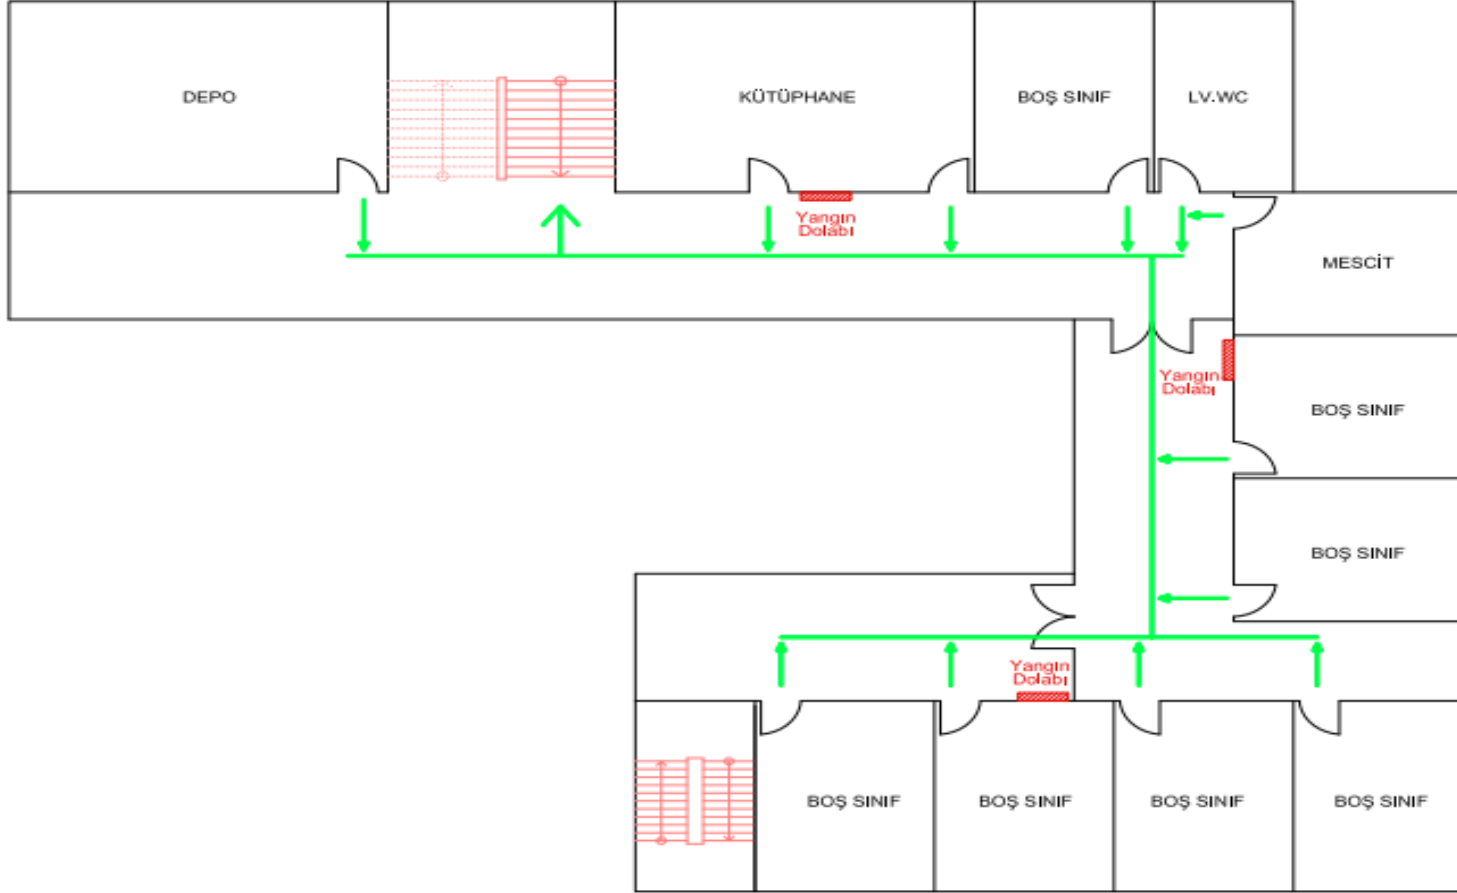 DEPO
KÜTÜPHANE
BOŞ SINIF
LV.WC
Yangın
Dolabı
MESCİT
Yangın
Dolabı
BOŞ SINIF
BOŞ SINIF
Yangın
Dolabı
BOŞ SINIF
BOŞ SINIF
BOŞ SINIF
BOŞ SINIF